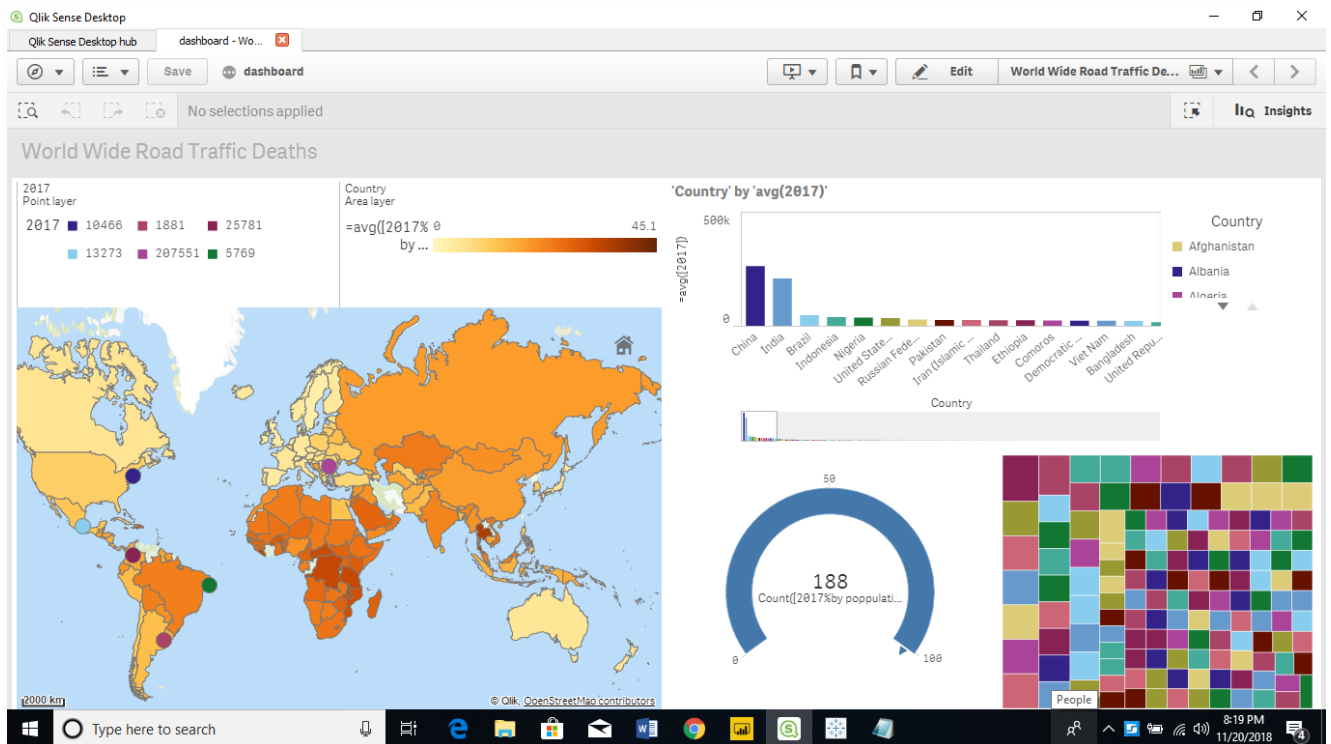 Qlik Sense Desktop
Qlik Sense Desktop hub
dashboard - Wo...
Save
dashboard
Edit
World Wide Road Traffic De...
No selections applied
Insights
World Wide Road Traffic Deaths
2017
Point layer
2017 10466 1881 25781
13273 207551 5769
Country
Area layer
=avg([2017% 0 45.1
by ...
'Country' by 'avg(2017)'
500k
0
=avg([2017])
China
India
Brazil
Indonesia
Nigeria
United State...
Russian Fede...
Pakistan
Iran (Islamic ...
Thailand
Ethiopia
Comoros
Democratic ...
Viet Nam
Bangladesh
United Repu...
Country
Country
Afghanistan
Albania
Algeria
2000 km
© Qlik, OpenStreetMap contributors
50
188
Count([2017%by poppulati...
0
100
People
Type here to search
8:19 PM
11/20/2018
4